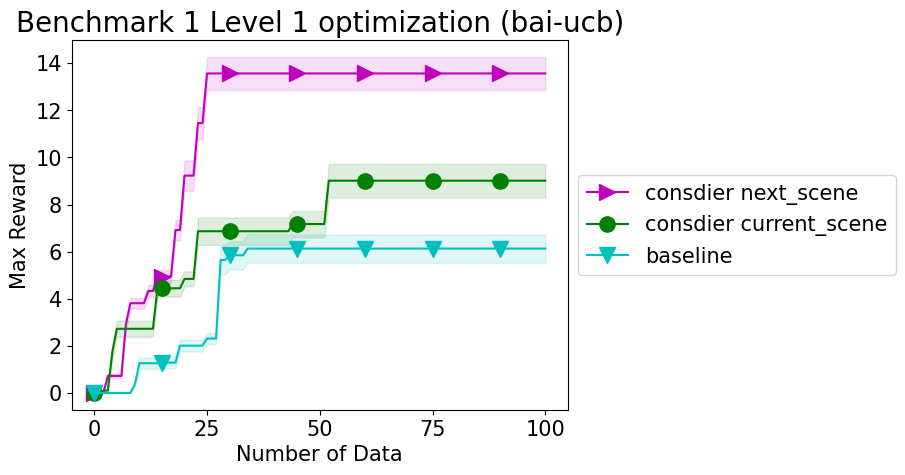 Benchmark 1 Level 1 optimization (bai-ucb)
14
12
10
8
6
4
2
0
Max Reward
0 25 50 75 100
Number of Data
consdier next_scene
consdier current_scene
baseline